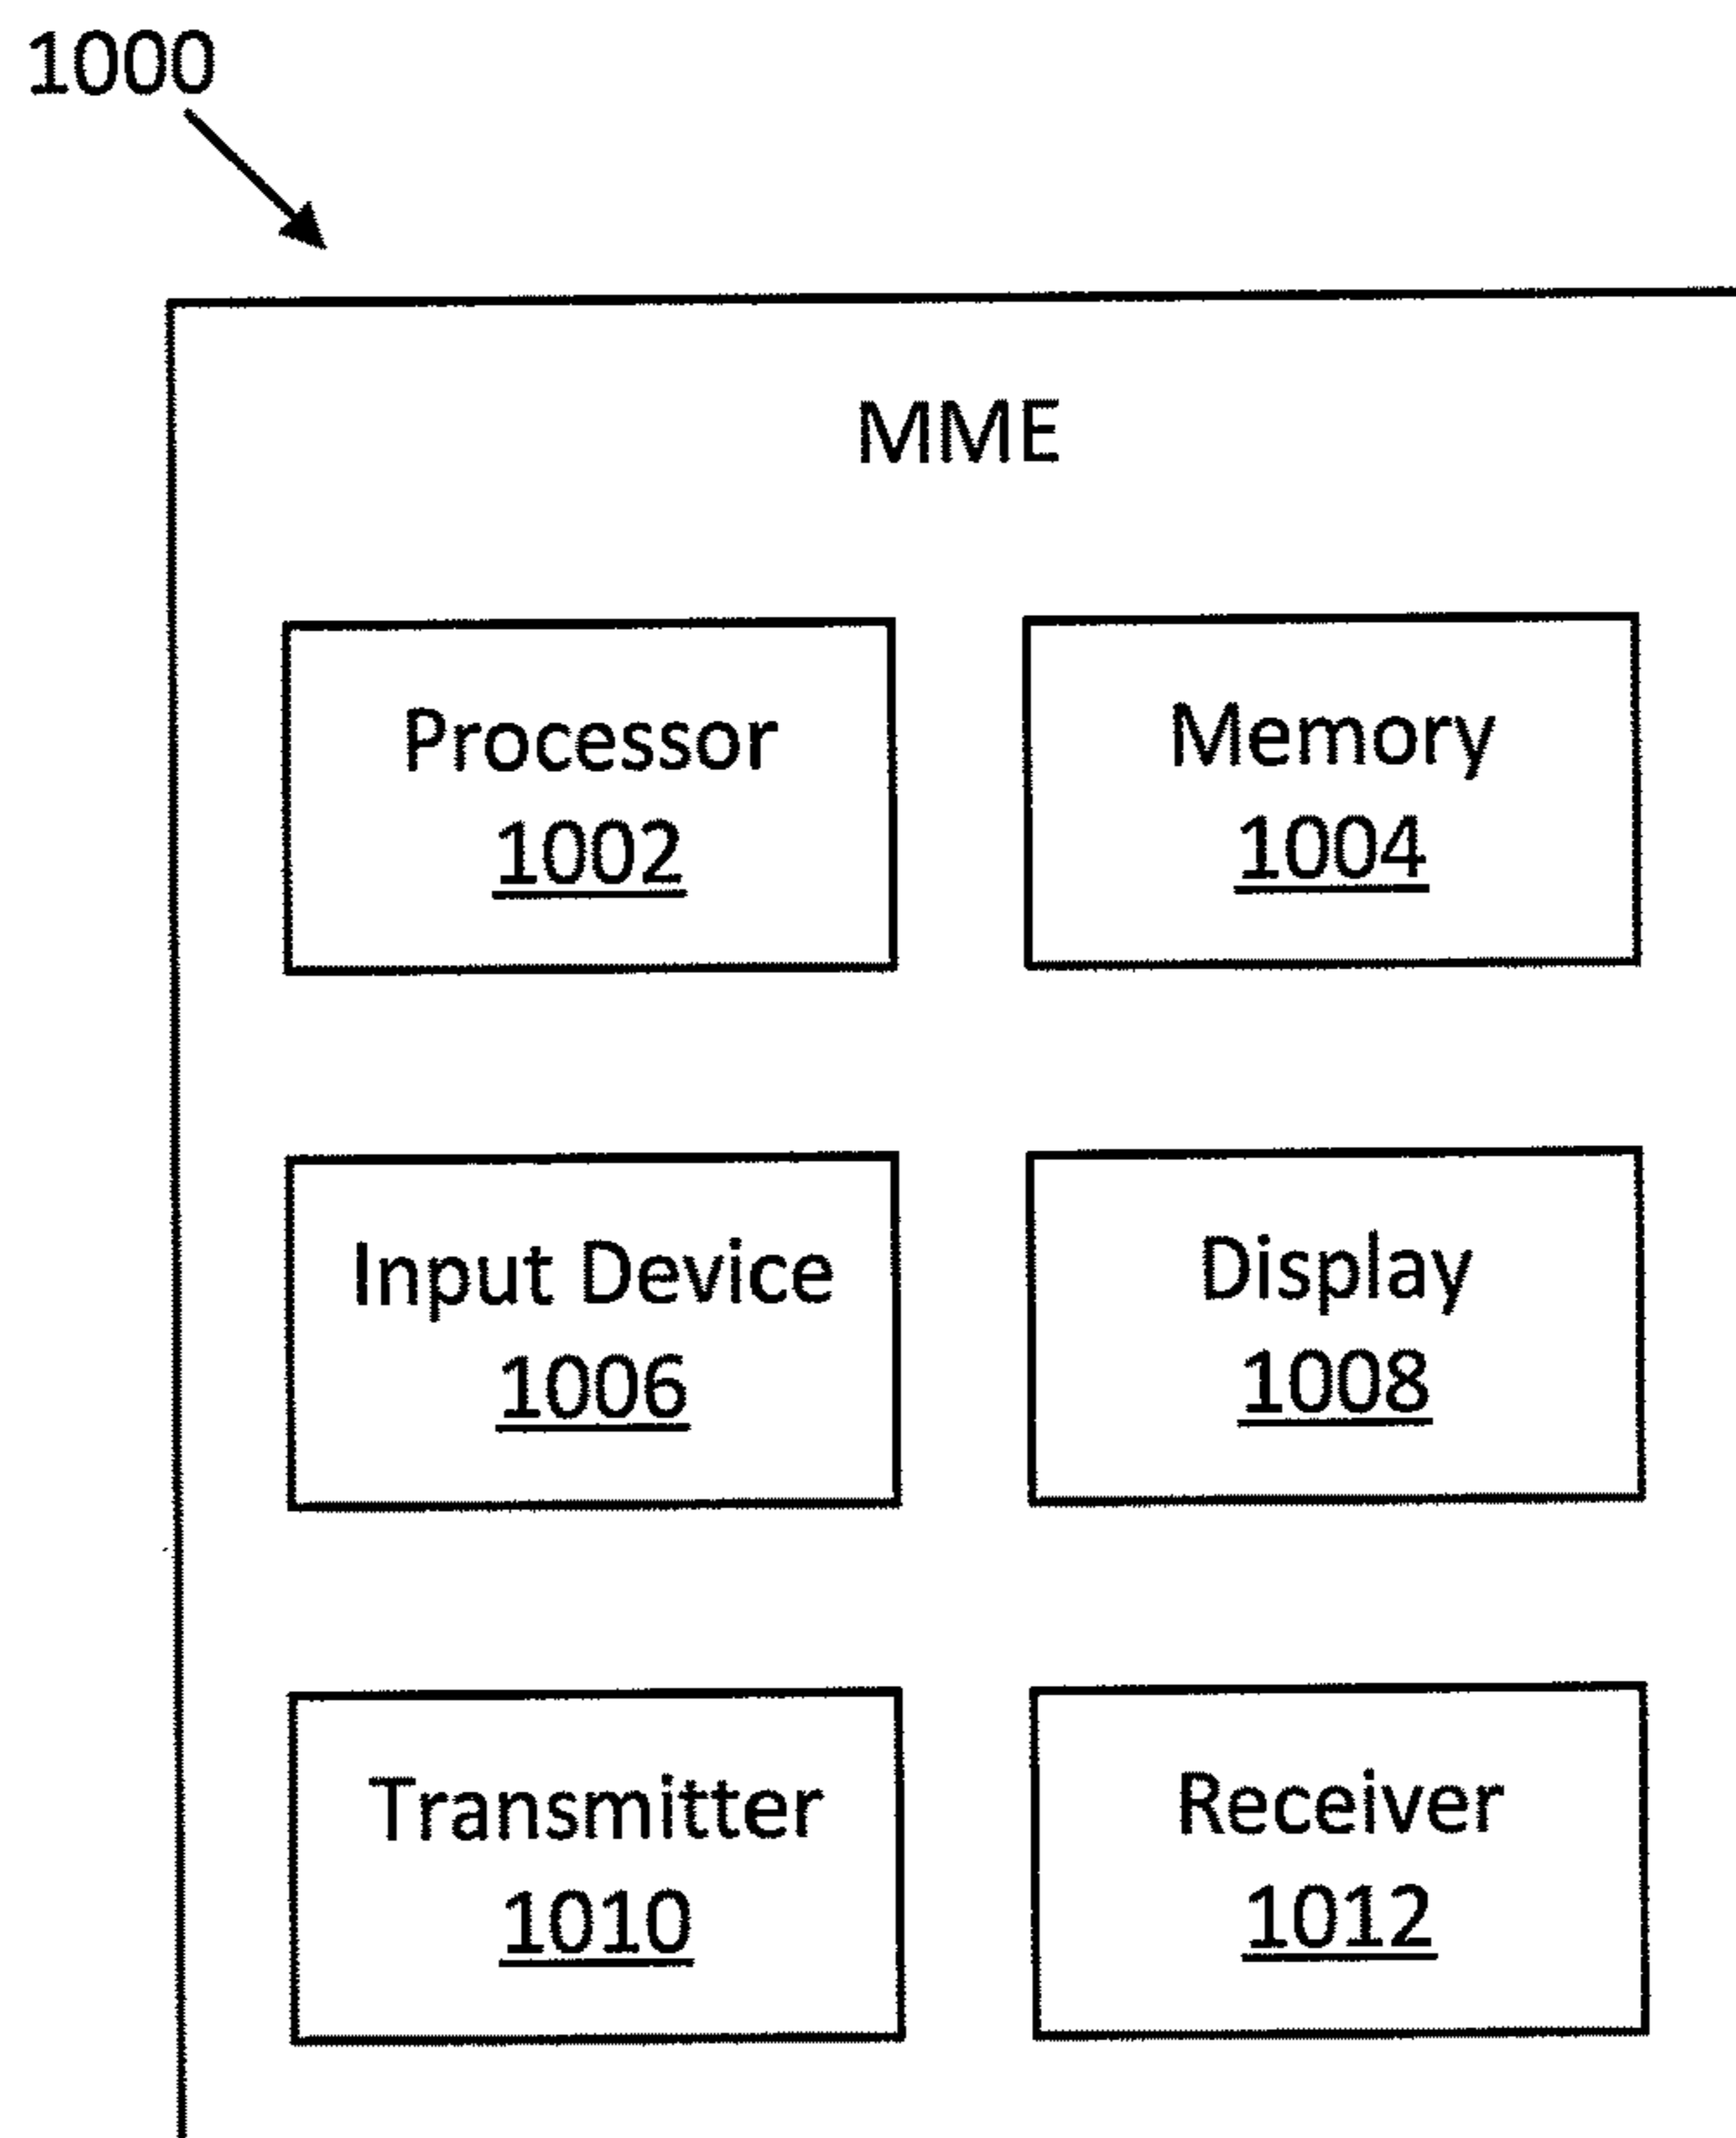 1000
MME
Processor
1002
Memory
1004
Input Device
1006
Display
1008
Transmitter
1010
Receiver
1012